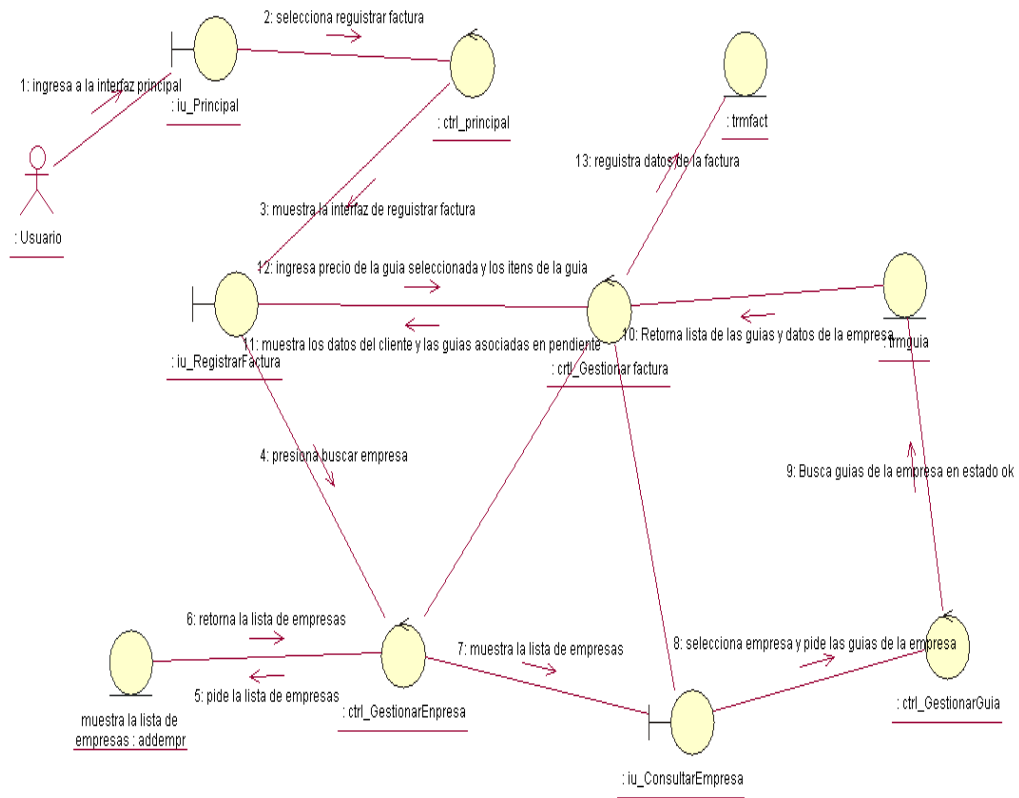 2: selecciona reguistrar factura
1: ingresa a la interfaz principal
: iu_Principal
: ctrl_principal
: trmfact
13: reguistra datos de la factura
: Usuario
3: muestra la interfaz de reguistrar factura
12: ingresa precio de la guia seleccionada y los itens de la guia
11: muestra los datos del cliente y las guias asociadas en pendiente
10: Retorna lista de las guias y datos de la empresa
: trmguia
: iu_RegistrarFactura
: crtl_Gestionar factura
4: presiona buscar empresa
9: Busca guias de la empresa en estado ok
6: retorna la lista de empresas
7: muestra la lista de empresas
8: selecciona empresa y pide las guias de la empresa
5: pide la lista de empresas
: ctrl_GestionarEnpresa
: ctrl_GestionarGuia
muestra la lista de
empresas : addempr
: iu_ConsultarEmpresa